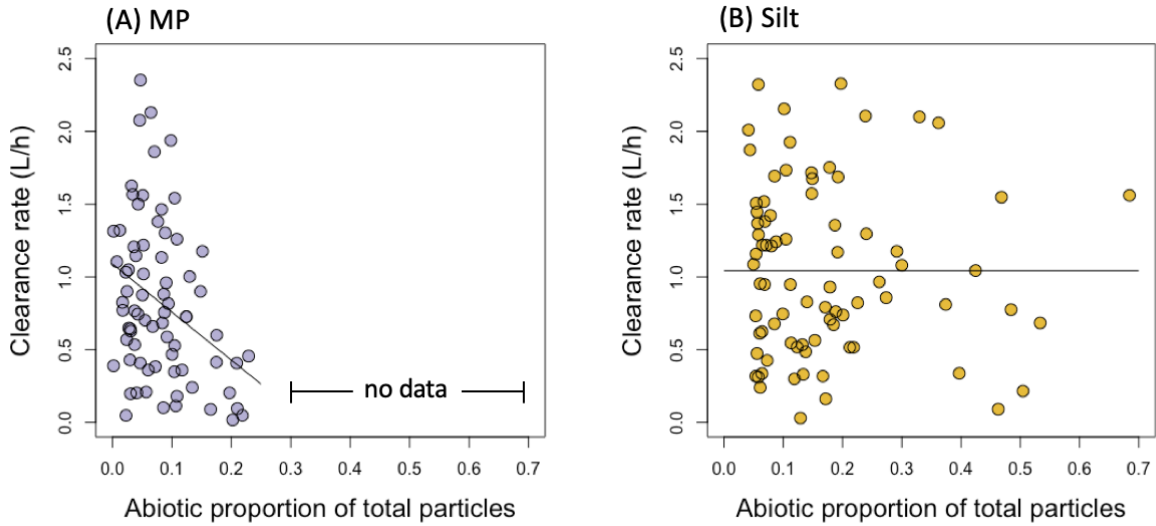 (A) MP
Clearance rate (L/h)
2.5
2.0
1.5
1.0
0.5
0.0
no data
0.0 0.1 0.2 0.3 0.4 0.5 0.6 0.7
Abiotic proportion of total particles
(B) Silt
Clearance rate (L/h)
2.5
2.0
1.5
1.0
0.5
0.0
0.0 0.1 0.2 0.3 0.4 0.5 0.6 0.7
Abiotic proportion of total particles